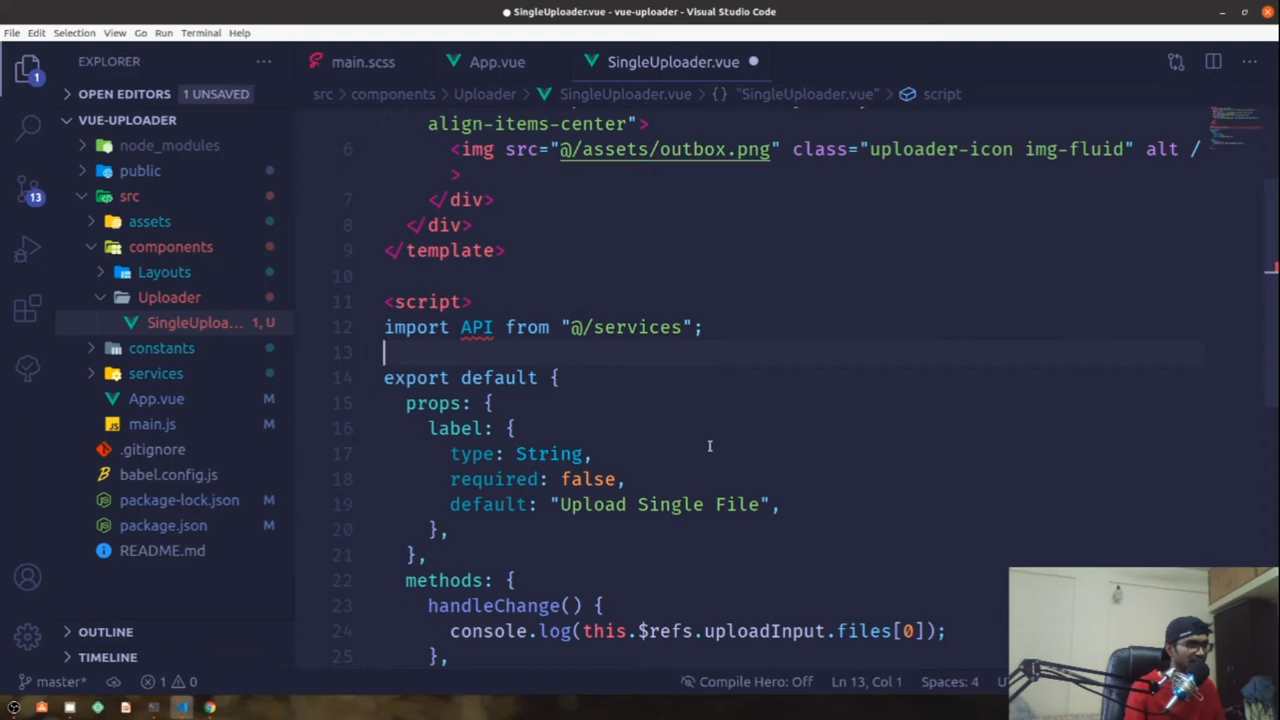 ● SingleUploader.vue - vue-uploader - Visual Studio Code
File Edit Selection View Go Run Terminal Help
EXPLORER
main.scss
App.vue
SingleUploader.vue
1
OPEN EDITORS 1 UNSAVED
src > components > Uploader > SingleUploader.vue > {} "SingleUploader.vue" > script
VUE-UPLOADER
node_modules
public
13
src
assets
components
Layouts
Uploader
SingleUploa... 1, U
constants
services
App.vue M
main.js M
.gitignore
babel.config.js
package-lock.json M
package.json M
README.md
OUTLINE
TIMELINE
align-items-center">
6 <img src="@/assets/outbox.png" class="uploader-icon img-fluid" alt /
>
7 </div>
8 </div>
9 </template>
10
11 <script>
12 import API from "@/services";
13
14 export default {
15 props: {
16 label: {
17 type: String,
18 required: false,
19 default: "Upload Single File",
20 },
21 },
22 methods: {
23 handleChange() {
24 console.log(this.$refs.uploadInput.files[0]);
25 },
master* 1 0
Compile Hero: Off Ln 13, Col 1 Spaces: 4